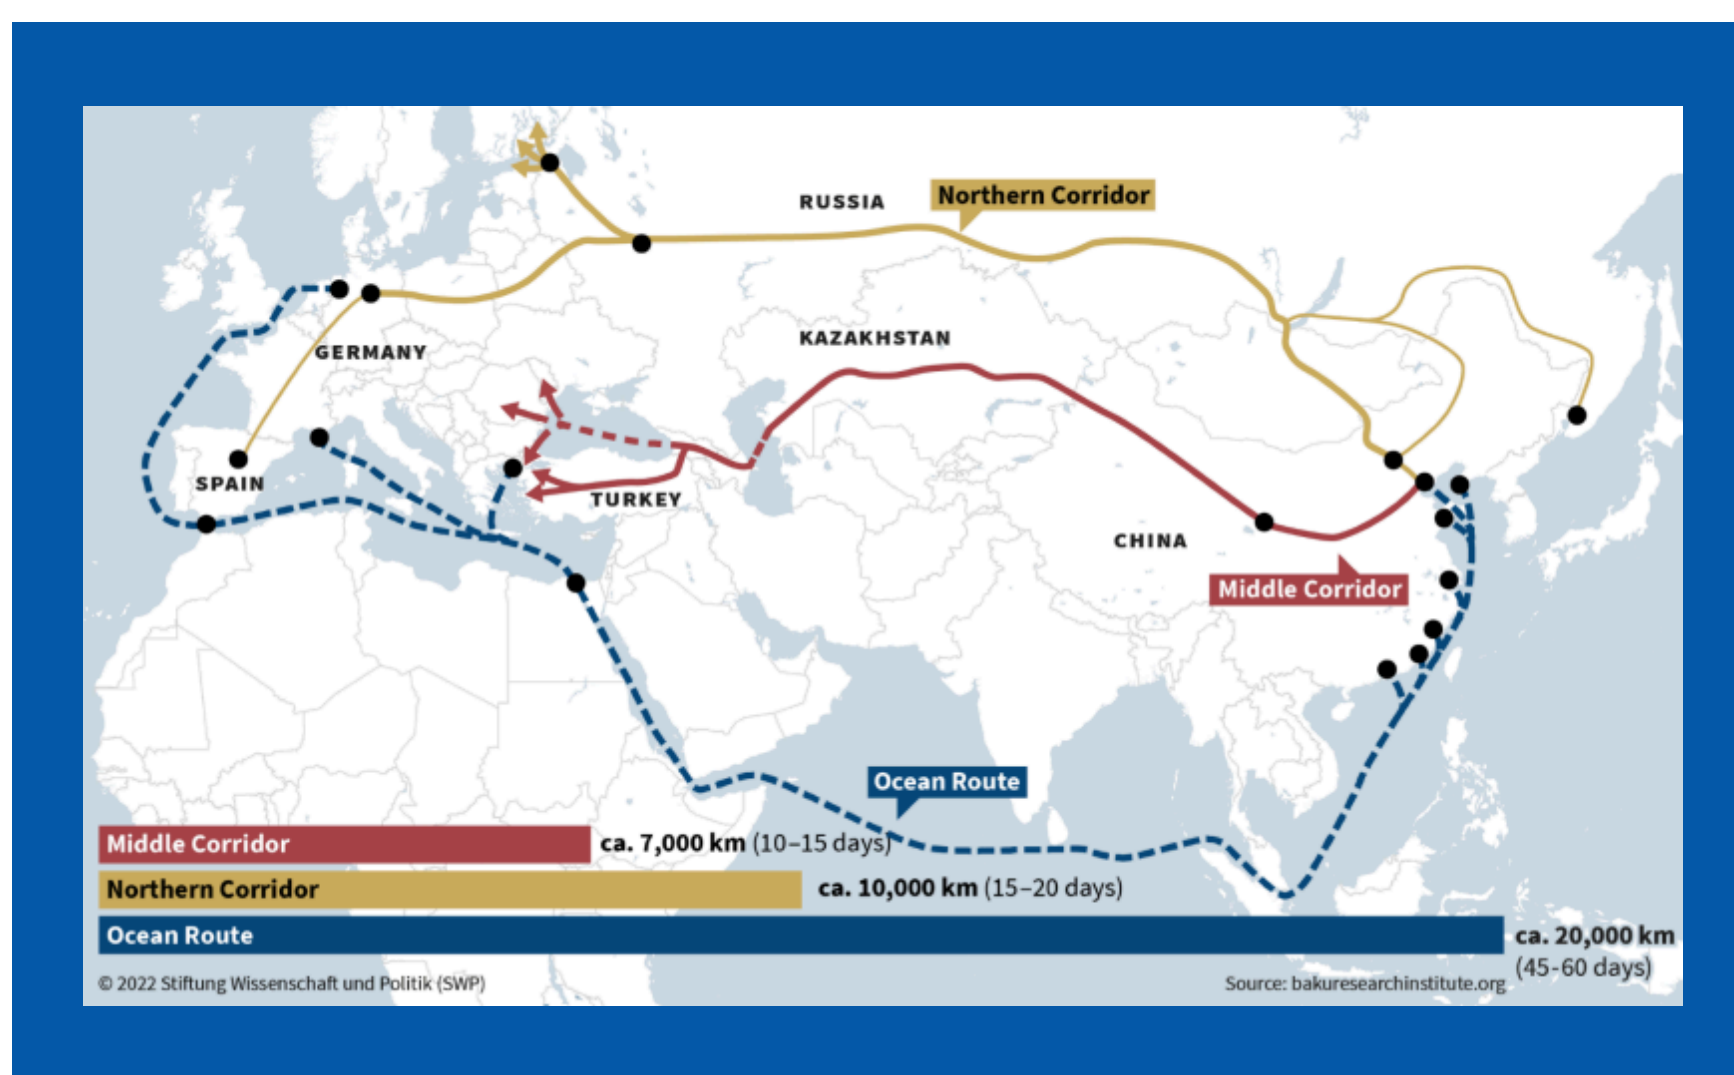 RUSSIA
Northern Corridor
KAZAKHSTAN
GERMANY
SPAIN
TURKEY
CHINA
Middle Corridor
Ocean Route
Middle Corridor
ca. 7,000 km (10–15 days)
Northern Corridor
ca. 10,000 km (15–20 days)
Ocean Route
ca. 20,000 km
(45-60 days)
© 2022 Stiftung Wissenschaft und Politik (SWP)
Source: bakuresearchinstitute.org